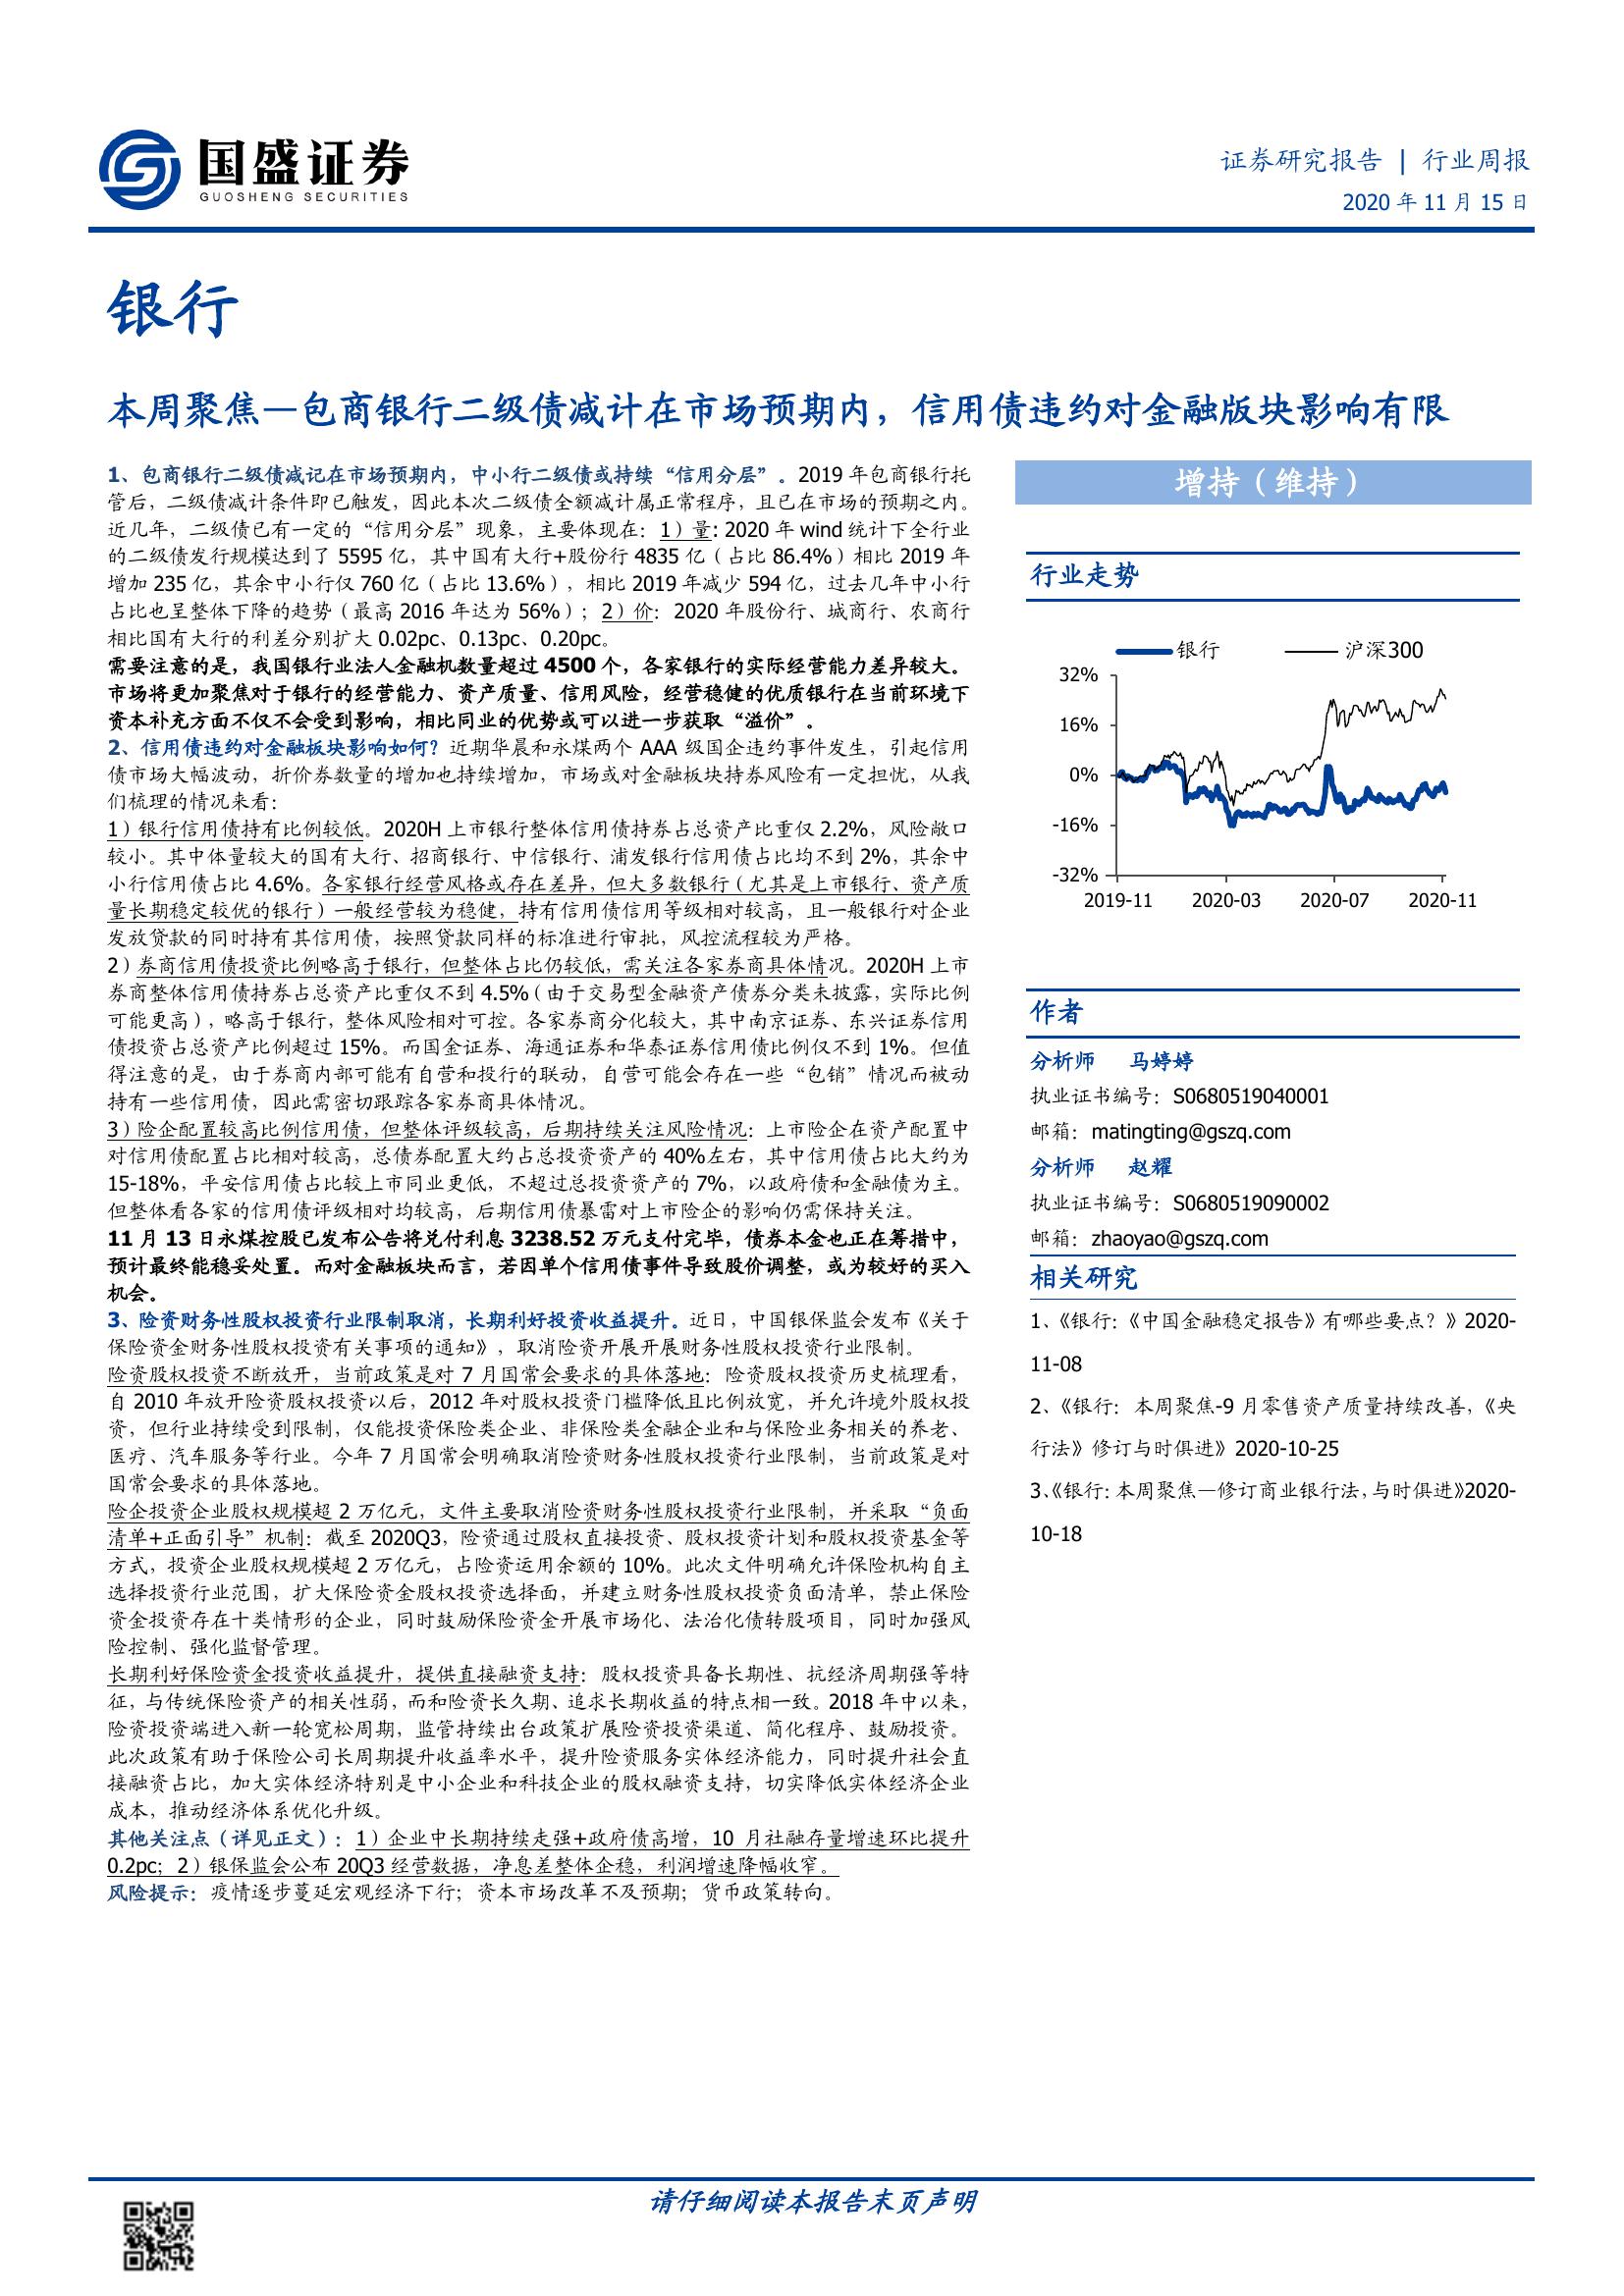 国盛证券
GUOSHENG SECURITIES
证券研究报告 | 行业周报
2020 年 11 月 15 日
银行
本周聚焦—包商银行二级债减计在市场预期内，信用债违约对金融版块影响有限
1、包商银行二级债减记在市场预期内，中小行二级债或持续“信用分层”。2019 年包商银行托
管后，二级债减计条件即已触发，因此本次二级债全额减计属正常程序，且已在市场的预期之内。
近几年，二级债已有一定的“信用分层”现象，主要体现在：1）量: 2020 年 wind 统计下全行业
的二级债发行规模达到了 5595 亿，其中国有大行+股份行 4835 亿（占比 86.4%）相比 2019 年
增加 235 亿，其余中小行仅 760 亿（占比 13.6%），相比 2019 年减少 594 亿，过去几年中小行
占比也呈整体下降的趋势（最高 2016 年达为 56%）；2）价：2020 年股份行、城商行、农商行
相比国有大行的利差分别扩大 0.02pc、0.13pc、0.20pc。
需要注意的是，我国银行业法人金融机数量超过 4500 个，各家银行的实际经营能力差异较大。
市场将更加聚焦对于银行的经营能力、资产质量、信用风险，经营稳健的优质银行在当前环境下
资本补充方面不仅不会受到影响，相比同业的优势或可以进一步获取“溢价”。
2、信用债违约对金融板块影响如何？近期华晨和永煤两个 AAA 级国企违约事件发生，引起信用
债市场大幅波动，折价券数量的增加也持续增加，市场或对金融板块持券风险有一定担忧，从我
们梳理的情况来看：
1）银行信用债持有比例较低。2020H 上市银行整体信用债持券占总资产比重仅 2.2%，风险敞口
较小。其中体量较大的国有大行、招商银行、中信银行、浦发银行信用债占比均不到 2%，其余中
小行信用债占比 4.6%。各家银行经营风格或存在差异，但大多数银行（尤其是上市银行、资产质
量长期稳定较优的银行）一般经营较为稳健，持有信用债信用等级相对较高，且一般银行对企业
发放贷款的同时持有其信用债，按照贷款同样的标准进行审批，风控流程较为严格。
2）券商信用债投资比例略高于银行，但整体占比仍较低，需关注各家券商具体情况。2020H 上市
券商整体信用债持券占总资产比重仅不到 4.5%（由于交易型金融资产债券分类未披露，实际比例
可能更高），略高于银行，整体风险相对可控。各家券商分化较大，其中南京证券、东兴证券信用
债投资占总资产比例超过 15%。而国金证券、海通证券和华泰证券信用债比例仅不到 1%。但值
得注意的是，由于券商内部可能有自营和投行的联动，自营可能会存在一些“包销”情况而被动
持有一些信用债，因此需密切跟踪各家券商具体情况。
3）险企配置较高比例信用债，但整体评级较高，后期持续关注风险情况：上市险企在资产配置中
对信用债配置占比相对较高，总债券配置大约占总投资资产的 40%左右，其中信用债占比大约为
15-18%，平安信用债占比较上市同业更低，不超过总投资资产的 7%，以政府债和金融债为主。
但整体看各家的信用债评级相对均较高，后期信用债暴雷对上市险企的影响仍需保持关注。
11 月 13 日永煤控股已发布公告将兑付利息 3238.52 万元支付完毕，债券本金也正在筹措中，
预计最终能稳妥处置。而对金融板块而言，若因单个信用债事件导致股价调整，或为较好的买入
机会。
3、险资财务性股权投资行业限制取消，长期利好投资收益提升。近日，中国银保监会发布《关于
保险资金财务性股权投资有关事项的通知》，取消险资开展开展财务性股权投资行业限制。
险资股权投资不断放开，当前政策是对 7 月国常会要求的具体落地：险资股权投资历史梳理看，
自 2010 年放开险资股权投资以后，2012 年对股权投资门槛降低且比例放宽，并允许境外股权投
资，但行业持续受到限制，仅能投资保险类企业、非保险类金融企业和与保险业务相关的养老、
医疗、汽车服务等行业。今年 7 月国常会明确取消险资财务性股权投资行业限制，当前政策是对
国常会要求的具体落地。
险企投资企业股权规模超 2 万亿元，文件主要取消险资财务性股权投资行业限制，并采取“负面
清单+正面引导”机制：截至 2020Q3，险资通过股权直接投资、股权投资计划和股权投资基金等
方式，投资企业股权规模超 2 万亿元，占险资运用余额的 10%。此次文件明确允许保险机构自主
选择投资行业范围，扩大保险资金股权投资选择面，并建立财务性股权投资负面清单，禁止保险
资金投资存在十类情形的企业，同时鼓励保险资金开展市场化、法治化债转股项目，同时加强风
险控制、强化监督管理。
长期利好保险资金投资收益提升，提供直接融资支持：股权投资具备长期性、抗经济周期强等特
征，与传统保险资产的相关性弱，而和险资长久期、追求长期收益的特点相一致。2018 年中以来，
险资投资端进入新一轮宽松周期，监管持续出台政策扩展险资投资渠道、简化程序、鼓励投资。
此次政策有助于保险公司长周期提升收益率水平，提升险资服务实体经济能力，同时提升社会直
接融资占比，加大实体经济特别是中小企业和科技企业的股权融资支持，切实降低实体经济企业
成本，推动经济体系优化升级。
其他关注点（详见正文）：1）企业中长期持续走强+政府债高增，10 月社融存量增速环比提升
0.2pc；2）银保监会公布 20Q3 经营数据，净息差整体企稳，利润增速降幅收窄。
风险提示：疫情逐步蔓延宏观经济下行；资本市场改革不及预期；货币政策转向。
增持（维持）
行业走势
银行 沪深300
32%
16%
0%
-16%
-32%
2019-11 2020-03 2020-07 2020-11
作者
分析师 马婷婷
执业证书编号：S0680519040001
邮箱：matingting@gszq.com
分析师 赵耀
执业证书编号：S0680519090002
邮箱：zhaoyao@gszq.com
相关研究
1、《银行：《中国金融稳定报告》有哪些要点？》2020-
11-08
2、《银行：本周聚焦-9 月零售资产质量持续改善，《央
行法》修订与时俱进》2020-10-25
3、《银行：本周聚焦—修订商业银行法，与时俱进》2020-
10-18
请仔细阅读本报告末页声明